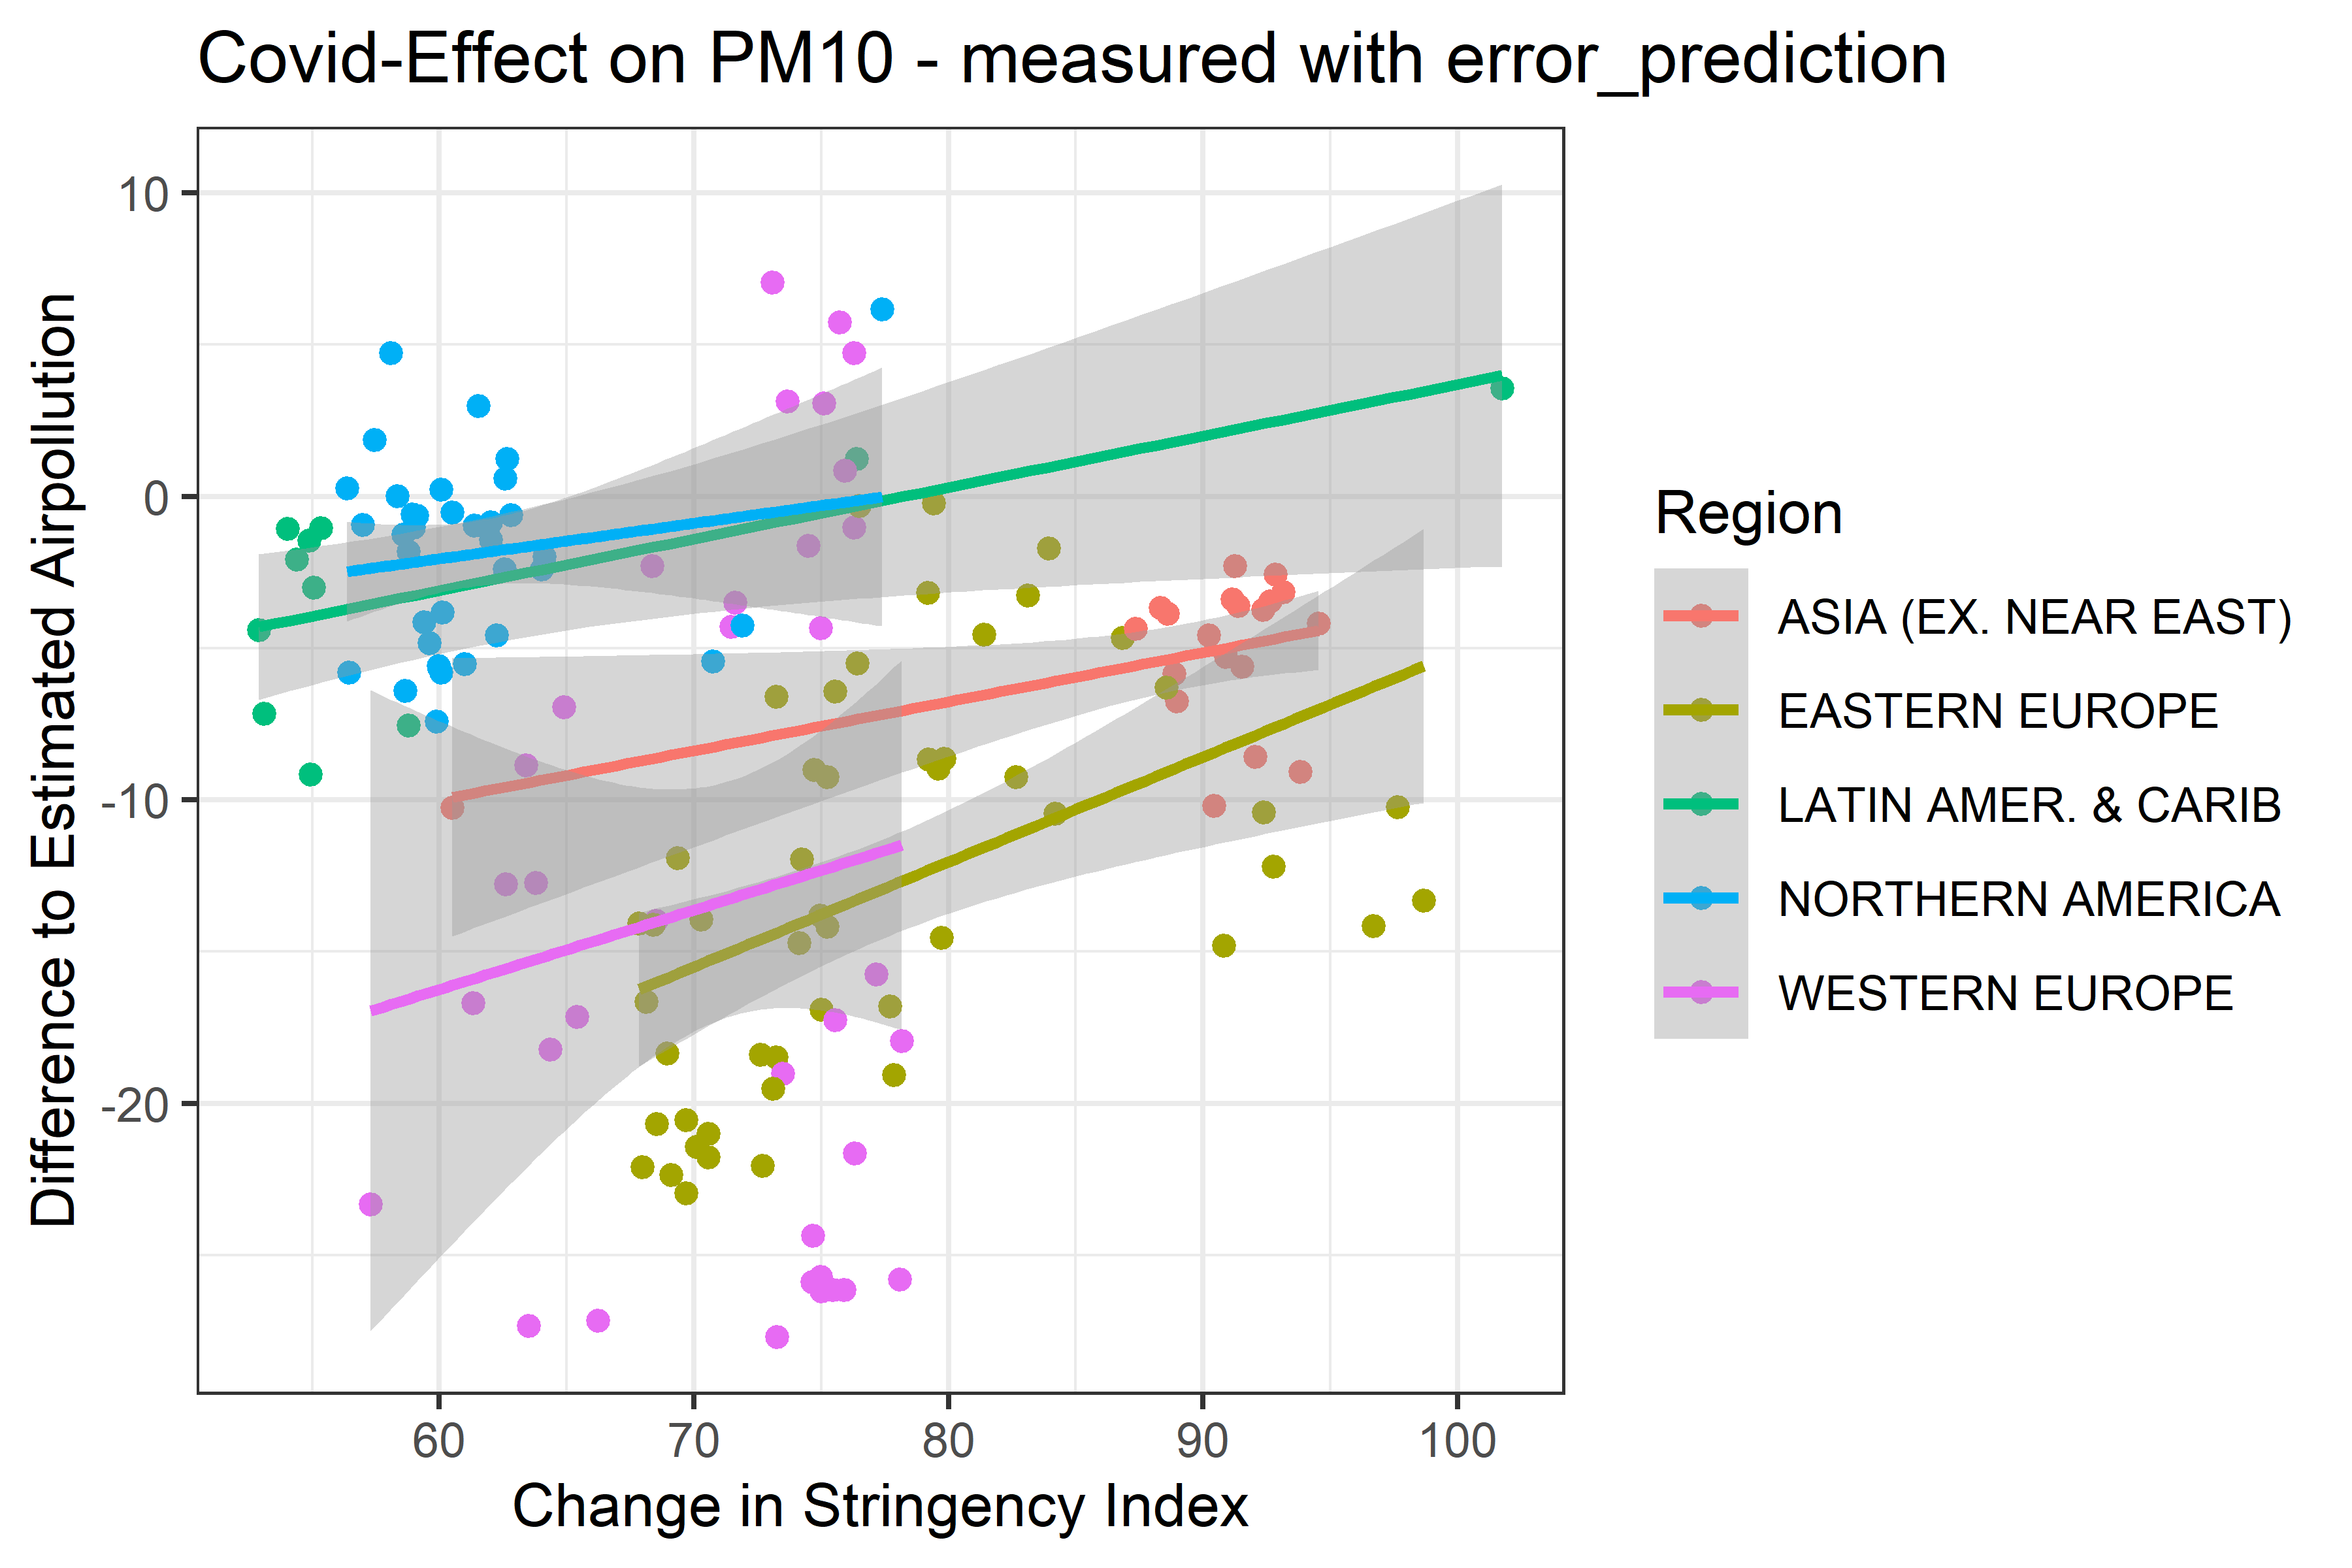 Covid-Effect on PM10 - measured with error_prediction
Difference to Estimated Airpollution
10
0
-10
-20
60 70 80 90 100
Change in Stringency Index
Region
ASIA (EX. NEAR EAST)
EASTERN EUROPE
LATIN AMER. & CARIB
NORTHERN AMERICA
WESTERN EUROPE